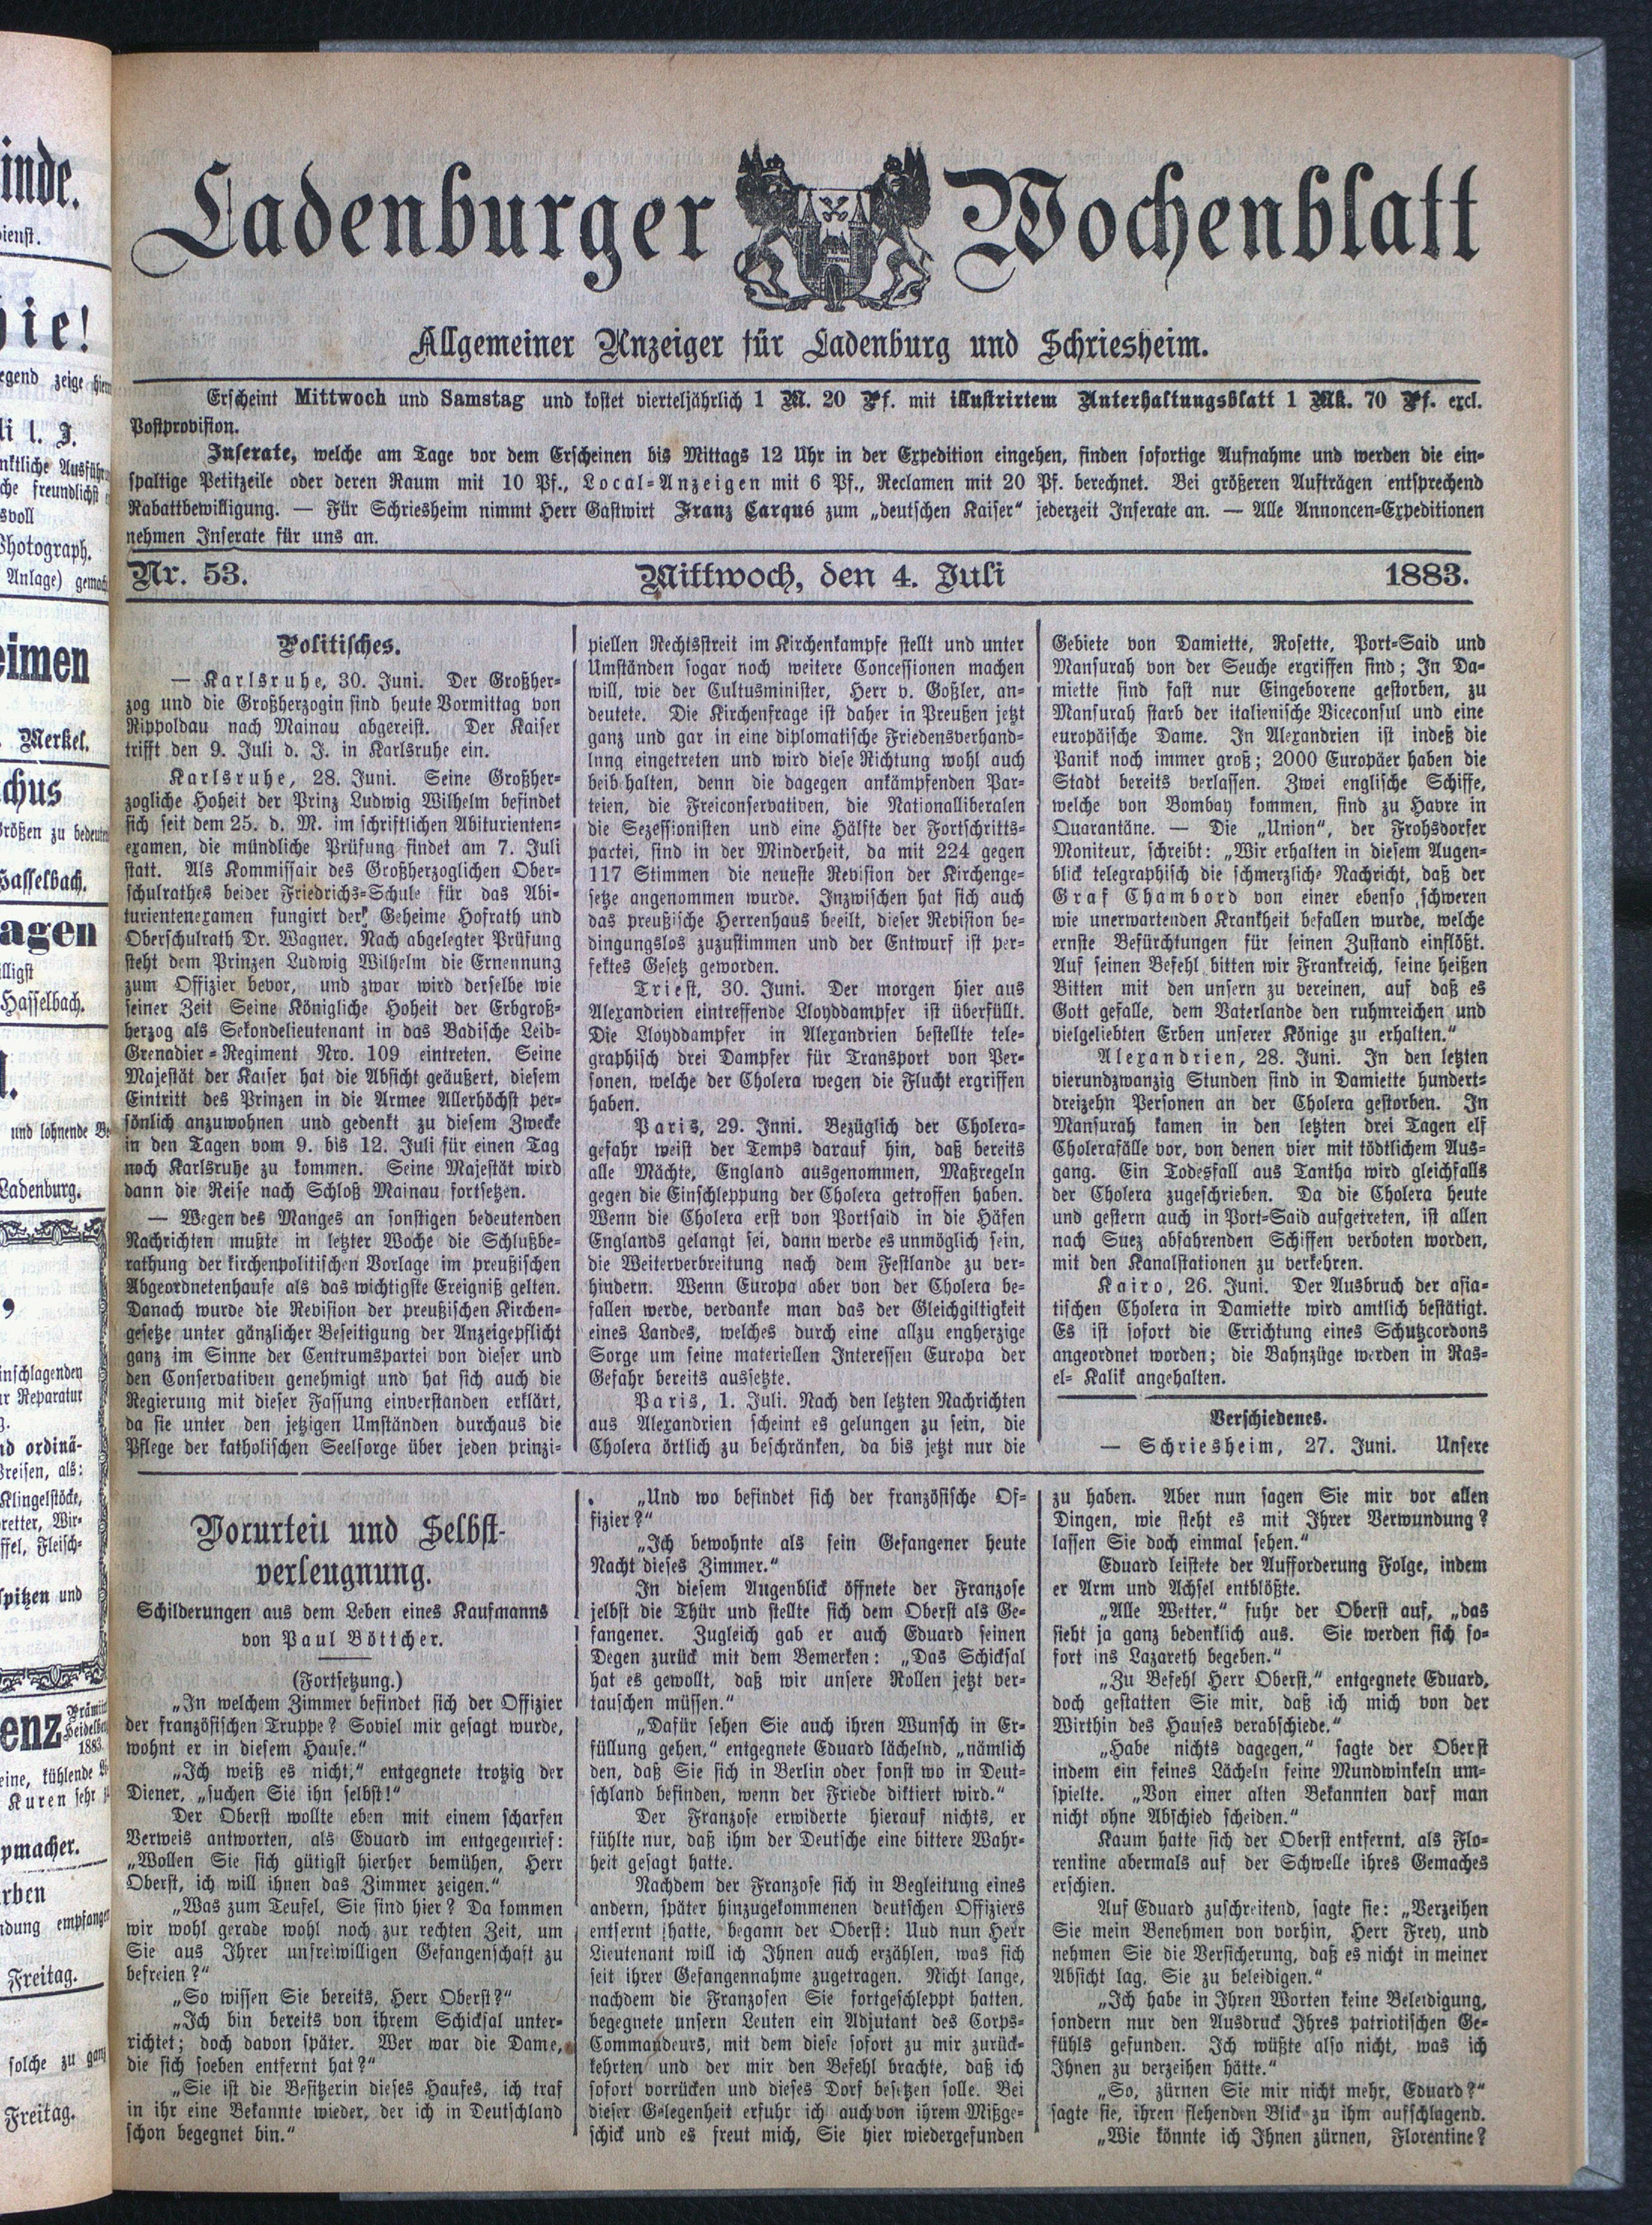 Ladenburger Wochenblatt
Allgemeiner Anzeiger für Ladenburg und Schriesheim.
Erscheint Mittwoch und Samstag und kostet vierteljährlich 1 M. 20 Pf. mit illustrirtem Unterhaltungsblatt 1 Mk. 70 Pf. excl.
Postprovision.
Inserate, welche am Tage vor dem Erscheinen bis Mittags 12 Uhr in der Expedition eingehen, finden sofortige Aufnahme und werden die ein-
spaltige Petitzeile oder deren Raum mit 10 Pf., Local-Anzeigen mit 6 Pf., Reclamen mit 20 Pf. berechnet. Bei größeren Aufträgen entsprechend
Rabattbewilligung. — Für Schriesheim nimmt Herr Gastwirt Franz Carqué zum „deutschen Kaiser“ jederzeit Inserate an. — Alle Annoncen-Expeditionen
nehmen Inserate für uns an.
Nr. 53. Mittwoch, den 4. Juli 1883.
Politisches.
— Karlsruhe, 30. Juni. Der Großher-
zog und die Großherzogin sind heute Vormittag von
Rippoldau nach Mainau abgereist. Der Kaiser
trifft den 9. Juli d. J. in Karlsruhe ein.
Karlsruhe, 28. Juni. Seine Großher-
zogliche Hoheit der Prinz Ludwig Wilhelm befindet
sich seit dem 25. d. M. im schriftlichen Abiturienten-
examen, die mündliche Prüfung findet am 7. Juli
statt. Als Kommissair des Großherzoglichen Ober-
schulrathes beider Friedrichs-Schule für das Abi-
turientenexamen fungirt der Geheime Hofrath und
Oberschulrath Dr. Wagner. Nach abgelegter Prüfung
steht dem Prinzen Ludwig Wilhelm die Ernennung
zum Offizier bevor, und zwar wird derselbe wie
seiner Zeit Seine Königliche Hoheit der Erbgroß-
herzog als Sekondelieutenant in das Badische Leib-
Grenadier-Regiment Nro. 109 eintreten. Seine
Majestät der Kaiser hat die Absicht geäußert, diesem
Eintritt des Prinzen in die Armee Allerhöchst per-
sönlich anzuwohnen und gedenkt zu diesem Zwecke
in den Tagen vom 9. bis 12. Juli für einen Tag
noch Karlsruhe zu kommen. Seine Majestät wird
dann die Reise nach Schloß Mainau fortsetzen.
— Wegen des Manges an sonstigen bedeutenden
Nachrichten mußte in letzter Woche die Schlußbe-
rathung der kirchenpolitischen Vorlage im preußischen
Abgeordnetenhause als das wichtigste Ereigniß gelten.
Danach wurde die Revision der preußischen Kirchen-
gesetze unter gänzlicher Beseitigung der Anzeigepflicht
ganz im Sinne der Centrumspartei von dieser und
den Conservativen genehmigt und hat sich auch die
Regierung mit dieser Fassung einverstanden erklärt,
da sie unter den jetzigen Umständen durchaus die
Pflege der katholischen Seelsorge über jeden prinzi-
piellen Rechtsstreit im Kirchenkampfe stellt und unter
Umständen sogar noch weitere Concessionen machen
will, wie der Cultusminister, Herr v. Goßler, an-
deutete. Die Kirchenfrage ist daher in Preußen jetzt
ganz und gar in eine diplomatische Friedensverhand-
lnng eingetreten und wird diese Richtung wohl auch
beib halten, denn die dagegen ankämpfenden Par-
teien, die Freiconservativen, die Nationalliberalen
die Sezessionisten und eine Hälfte der Fortschritts-
partei, sind in der Minderheit, da mit 224 gegen
117 Stimmen die neueste Revision der Kirchenge-
setze angenommen wurde. Inzwischen hat sich auch
das preußische Herrenhaus beeilt, dieser Revision be-
dingungslos zuzustimmen und der Entwurf ist per-
fektes Gesetz geworden.
Triest, 30. Juni. Der morgen hier aus
Alexandrien eintreffende Lloyddampfer ist überfüllt.
Die Lloyddampfer in Alexandrien bestellte tele-
graphisch drei Dampfer für Transport von Per-
sonen, welche der Cholera wegen die Flucht ergriffen
haben.
Paris, 29. Inni. Bezüglich der Cholera-
gefahr weist der Temps darauf hin, daß bereits
alle Mächte, England ausgenommen, Maßregeln
gegen die Einschleppung der Cholera getroffen haben.
Wenn die Cholera erst von Portsaid in die Häfen
Englands gelangt sei, dann werde es unmöglich sein,
die Weiterverbreitung nach dem Festlande zu ver-
hindern. Wenn Europa aber von der Cholera be-
fallen werde, verdanke man das der Gleichgiltigkeit
eines Landes, welches durch eine allzu engherzige
Sorge um seine materiellen Interessen Europa der
Gefahr bereits aussetzte.
Paris, 1. Juli. Nach den letzten Nachrichten
aus Alexandrien scheint es gelungen zu sein, die
Cholera örtlich zu beschränken, da bis jetzt nur die
Gebiete von Damiette, Rosette, Port-Said und
Mansurah von der Seuche ergriffen sind; In Da-
miette sind fast nur Eingeborene gestorben, zu
Mansurah starb der italienische Viceconsul und eine
europäische Dame. In Alexandrien ist indeß die
Panik noch immer groß; 2000 Europäer haben die
Stadt bereits verlassen. Zwei englische Schiffe,
welche von Bombay kommen, sind zu Havre in
Quarantäne. — Die „Union“, der Frohsdorfer
Moniteur, schreibt: „Wir erhalten in diesem Augen-
blick telegraphisch die schmerzliche Nachricht, daß der
Graf Chambord von einer ebenso schweren
wie unerwartenden Krankheit befallen wurde, welche
ernste Befürchtungen für seinen Zustand einflößt.
Auf seinen Befehl bitten wir Frankreich, seine heißen
Bitten mit den unsern zu vereinen, auf daß es
Gott gefalle, dem Vaterlande den ruhmreichen und
vielgeliebten Erben unserer Könige zu erhalten.“
Alexandrien, 28. Juni. In den letzten
vierundzwanzig Stunden sind in Damiette hundert-
dreizehn Personen an der Cholera gestorben. In
Mansurah kamen in den letzten drei Tagen elf
Cholerafälle vor, von denen vier mit tödtlichem Aus-
gang. Ein Todesfall aus Tantha wird gleichfalls
der Cholera zugeschrieben. Da die Cholera heute
und gestern auch in Port-Said aufgetreten, ist allen
nach Suez abfahrenden Schiffen verboten worden,
mit den Kanalstationen zu verkehren.
Kairo, 26. Juni. Der Ausbruch der asia-
tischen Cholera in Damiette wird amtlich bestätigt.
Es ist sofort die Errichtung eines Schutzcordons
angeordnet worden; die Bahnzüge werden in Ras-
el- Kalik angehalten.
Verschiedenes.
— Schriesheim, 27. Juni. Unsere
Vorurteil und Selbst-
verleugnung.
Schilderungen aus dem Leben eines Kaufmanns
von Paul Böttcher.
(Fortsetzung.)
„In welchem Zimmer befindet sich der Offizier
der französischen Truppe? Soviel mir gesagt wurde,
wohnt er in diesem Hause.“
„Ich weiß es nicht,“ entgegnete trotzig der
Diener, „suchen Sie ihn selbst!“
Der Oberst wollte eben mit einem scharfen
Verweis antworten, als Eduard im entgegenrief:
„Wollen Sie sich gütigst hierher bemühen, Herr
Oberst, ich will ihnen das Zimmer zeigen.“
„Was zum Teufel, Sie sind hier? Da kommen
wir wohl gerade wohl noch zur rechten Zeit, um
Sie aus Ihrer unfreiwilligen Gefangenschaft zu
befreien?“
„So wissen Sie bereits, Herr Oberst?“
„Ich bin bereits von ihrem Schicksal unter-
richtet; doch davon später. Wer war die Dame,
die sich soeben entfernt hat?“
„Sie ist die Besitzerin dieses Hauses, ich traf
in ihr eine Bekannte wieder, der ich in Deutschland
schon begegnet bin.“
„Und wo befindet sich der französische Of-
fizier?“
„Ich bewohnte als sein Gefangener heute
Nacht dieses Zimmer.“
In diesem Augenblick öffnete der Franzose
selbst die Thür und stellte sich dem Oberst als Ge-
fangener. Zugleich gab er auch Eduard seinen
Degen zurück mit dem Bemerken: „Das Schicksal
hat es gewollt, daß wir unsere Rollen jetzt ver-
tauschen müssen.“
„Dafür sehen Sie auch ihren Wunsch in Er-
füllung gehen,“ entgegnete Eduard lächelnd, „nämlich
den, daß Sie sich in Berlin oder sonst wo in Deut-
schland befinden, wenn der Friede diktiert wird.“
Der Franzose erwiderte hierauf nichts, er
fühlte nur, daß ihm der Deutsche eine bittere Wahr-
heit gesagt hatte.
Nachdem der Franzose sich in Begleitung eines
andern, später hinzugekommenen deutschen Offiziers
entfernt hatte, begann der Oberst: Uud nun Herr
Lieutenant will ich Ihnen auch erzählen, was sich
seit ihrer Gefangennahme zugetragen. Nicht lange,
nachdem die Franzosen Sie fortgeschleppt hatten,
begegnete unsern Leuten ein Adjutant des Corps-
Commandeurs, mit dem diese sofort zu mir zurück-
kehrten und der mir den Befehl brachte, daß ich
sofort vorrücken und dieses Dorf besetzen solle. Bei
dieser Gelegenheit erfuhr ich auch von ihrem Mißge-
schick und es freut mich, Sie hier wiedergefunden
zu haben. Aber nun sagen Sie mir vor allen
Dingen, wie steht es mit Ihrer Verwundung?
lassen Sie doch einmal sehen.“
Eduard leistete der Aufforderung Folge, indem
er Arm und Achsel entblößte.
„Alle Wetter,“ fuhr der Oberst auf, „das
sieht ja ganz bedenklich aus. Sie werden sich so-
fort ins Lazareth begeben.“
„Zu Befehl Herr Oberst,“ entgegnete Eduard,
doch gestatten Sie mir, daß ich mich von der
Wirthin des Hauses verabschiede.“
„Habe nichts dagegen,“ sagte der Oberst
indem ein feines Lächeln seine Mundwinkeln um-
spielte. „Von einer alten Bekannten darf man
nicht ohne Abschied scheiden.“
Kaum hatte sich der Oberst entfernt, als Flo-
rentine abermals auf der Schwelle ihres Gemaches
erschien.
Auf Eduard zuschreitend, sagte sie: „Verzeihen
Sie mein Benehmen von vorhin, Herr Frey, und
nehmen Sie die Versicherung, daß es nicht in meiner
Absicht lag, Sie zu beleidigen.“
„Ich habe in Ihren Worten keine Beleidigung,
sondern nur den Ausdruck Ihres patriotischen Ge-
fühls gefunden. Ich wüßte also nicht, was ich
Ihnen zu verzeihen hätte.“
„So, zürnen Sie mir nicht mehr, Eduard?“
sagte sie, ihren flehenden Blick zu ihm aufschlagend.
„Wie könnte ich Ihnen zürnen, Florentine?